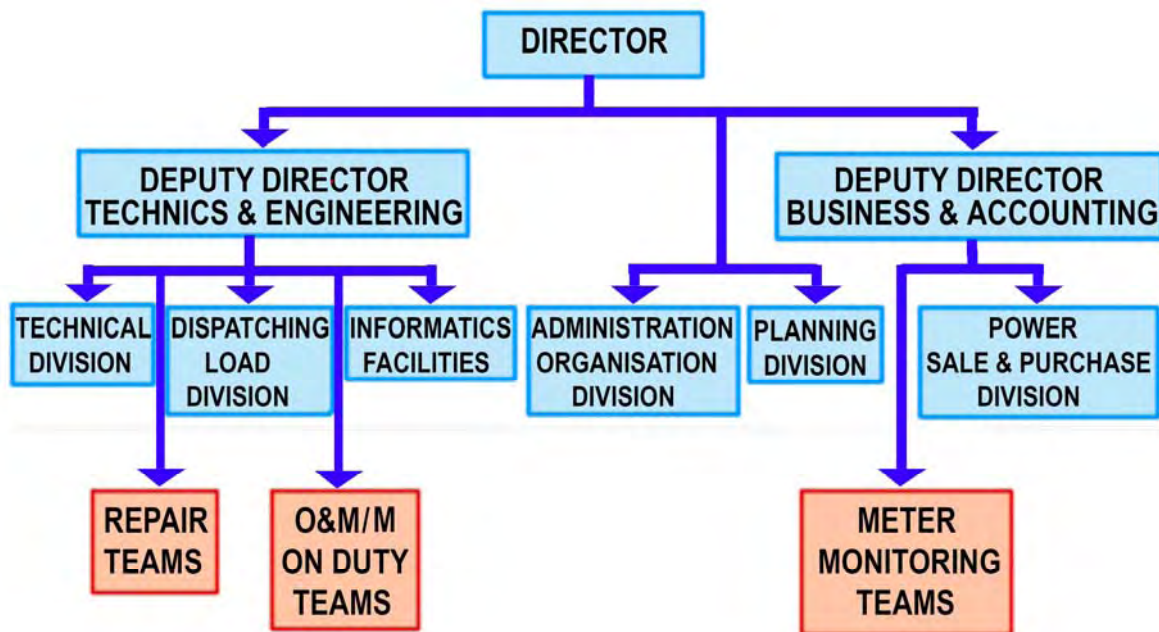 DIRECTOR
DEPUTY DIRECTOR
TECHNICS & ENGINEERING
DEPUTY DIRECTOR
BUSINESS & ACCOUNTING
TECHNICAL
DIVISION
DISPATCHING
LOAD
DIVISION
INFORMATICS
FACILITIES
ADMINISTRATION
ORGANISATION
DIVISION
PLANNING
DIVISION
POWER
SALE & PURCHASE
DIVISION
REPAIR
TEAMS
O&M/M
ON DUTY
TEAMS
METER
MONITORING
TEAMS